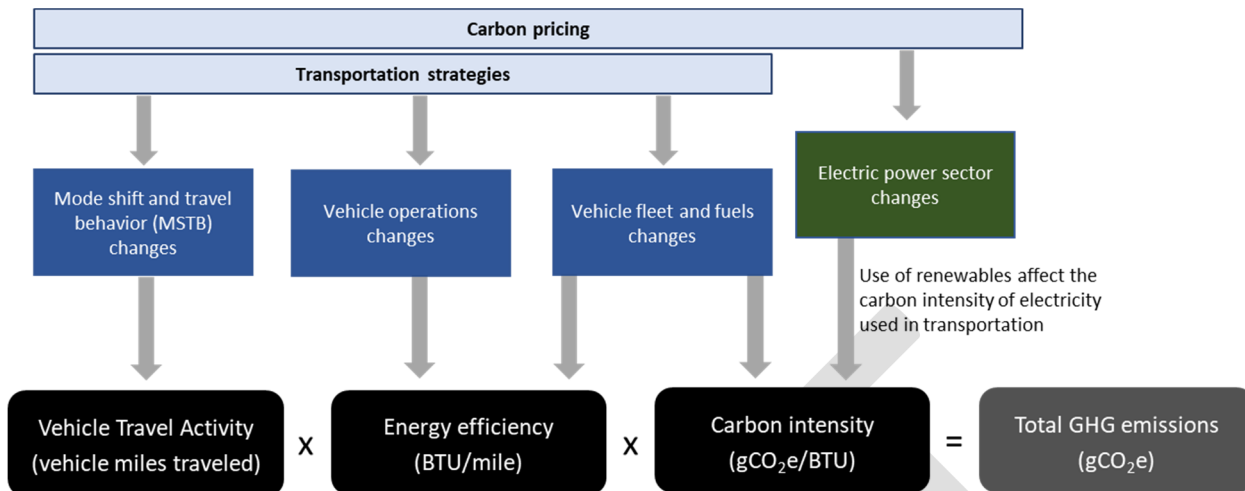 Carbon pricing
Transportation strategies
Mode shift and travel
behavior (MSTB)
changes
Vehicle operations
changes
Vehicle fleet and fuels
changes
Electric power sector
changes
Use of renewables affect the
carbon intensity of electricity
used in transportation
Vehicle Travel Activity
(vehicle miles traveled)
x
Energy efficiency
(BTU/mile)
x
Carbon intensity
(gCO₂e/BTU)
=
Total GHG emissions
(gCO₂e)